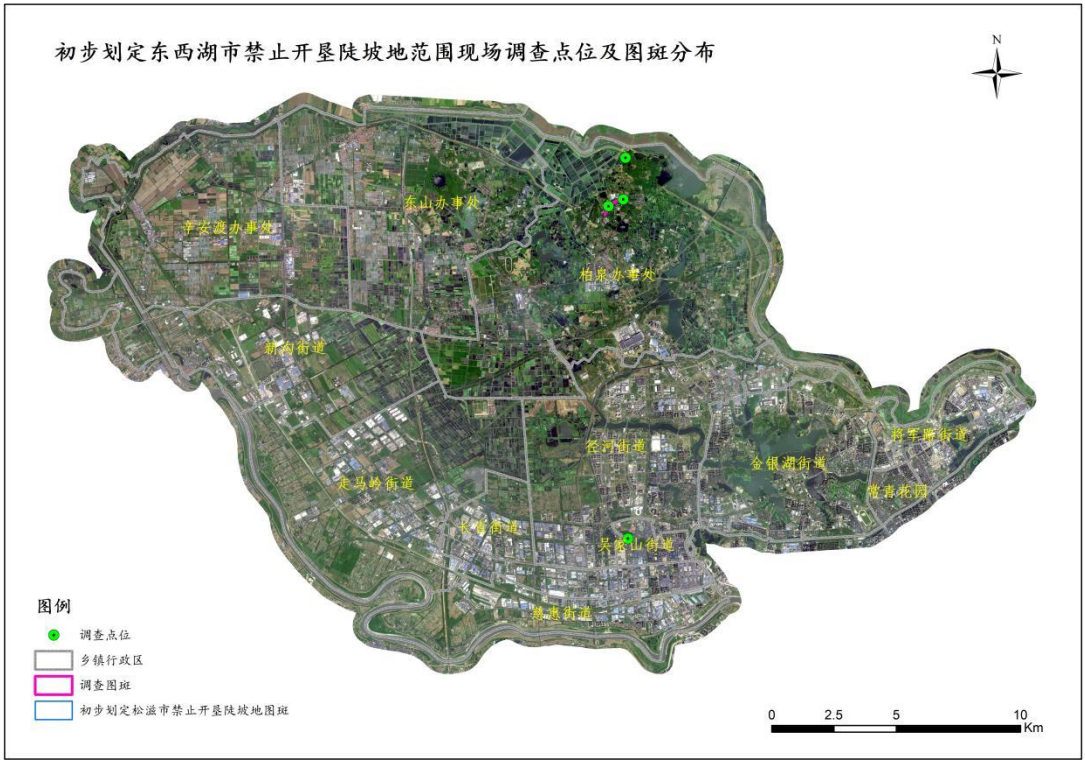 初步划定东西湖市禁止开垦陡坡地范围现场调查点位及图斑分布
N
东山办事处
辛安渡办事处
柏泉办事处
新沟街道
将军路街道
径河街道
金银湖街道
走马岭街道
常青花园
长青街道
吴家山街道
慈惠街道
图例
调查点位
乡镇行政区
调查图斑
初步划定松滋市禁止开垦陡坡地图斑
0 2.5 5 10
Km